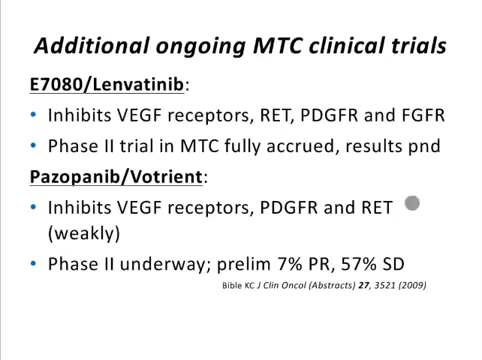 Additional ongoing MTC clinical trials
E7080/Lenvatinib:
• Inhibits VEGF receptors, RET, PDGFR and FGFR
• Phase II trial in MTC fully accrued, results pnd
Pazopanib/Votrient:
• Inhibits VEGF receptors, PDGFR and RET
(weakly)
• Phase II underway; prelim 7% PR, 57% SD
Bible KC J Clin Oncol (Abstracts) 27, 3521 (2009)